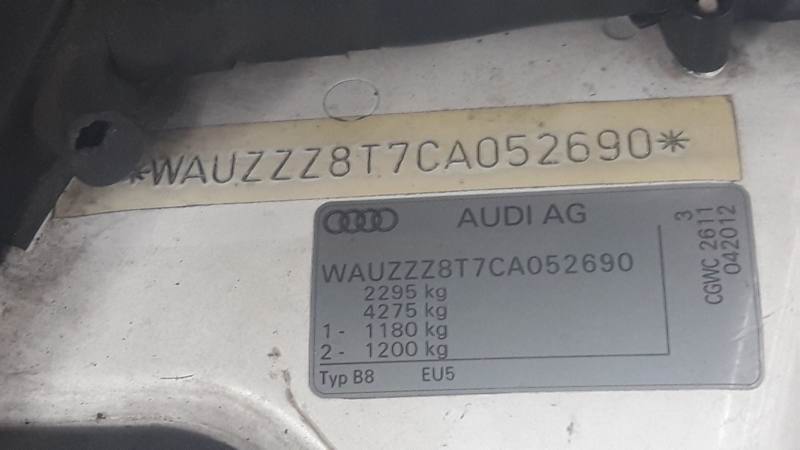 *WAUZZZ8T7CA052690*
AUDI AG
WAUZZZ8T7CA052690
2295 kg
4275 kg
1- 1180 kg
2- 1200 kg
Typ B8 EU5
3
CGWC 2611
042012